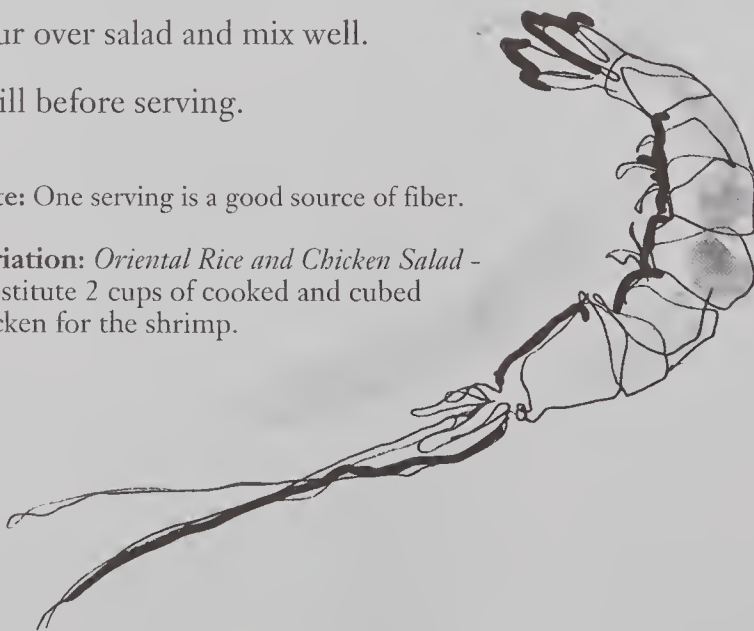 ur over salad and mix well.
ill before serving.
te: One serving is a good source of fiber.
riation: Oriental Rice and Chicken Salad -
stitute 2 cups of cooked and cubed
cken for the shrimp.